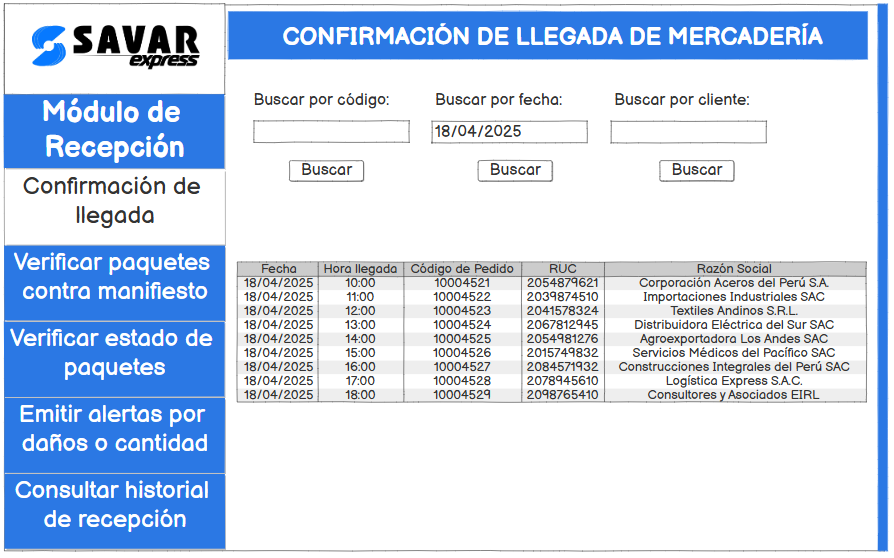 SAVAR
express
Módulo de
Recepción
Confirmación de
llegada
Verificar paquetes
contra manifiesto
Verificar estado de
paquetes
Emitir alertas por
daños o cantidad
Consultar historial
de recepción
CONFIRMACIÓN DE LLEGADA DE MERCADERÍA
Buscar por código: Buscar por fecha: Buscar por cliente:
18/04/2025
Buscar Buscar Buscar
Fecha Hora llegada Código de Pedido RUC Razón Social
18/04/2025 10:00 10004521 2054879621 Corporación Aceros del Perú S.A.
18/04/2025 11:00 10004522 2039874510 Importaciones Industriales SAC
18/04/2025 12:00 10004523 2041578324 Textiles Andinos S.R.L.
18/04/2025 13:00 10004524 2067812945 Distribuidora Eléctrica del Sur SAC
18/04/2025 14:00 10004525 2054981276 Agroexportadora Los Andes SAC
18/04/2025 15:00 10004526 2015749832 Servicios Médicos del Pacífico SAC
18/04/2025 16:00 10004527 2084571932 Construcciones Integrales del Perú SAC
18/04/2025 17:00 10004528 2078945610 Logística Express S.A.C.
18/04/2025 18:00 10004529 2098765410 Consultores y Asociados EIRL